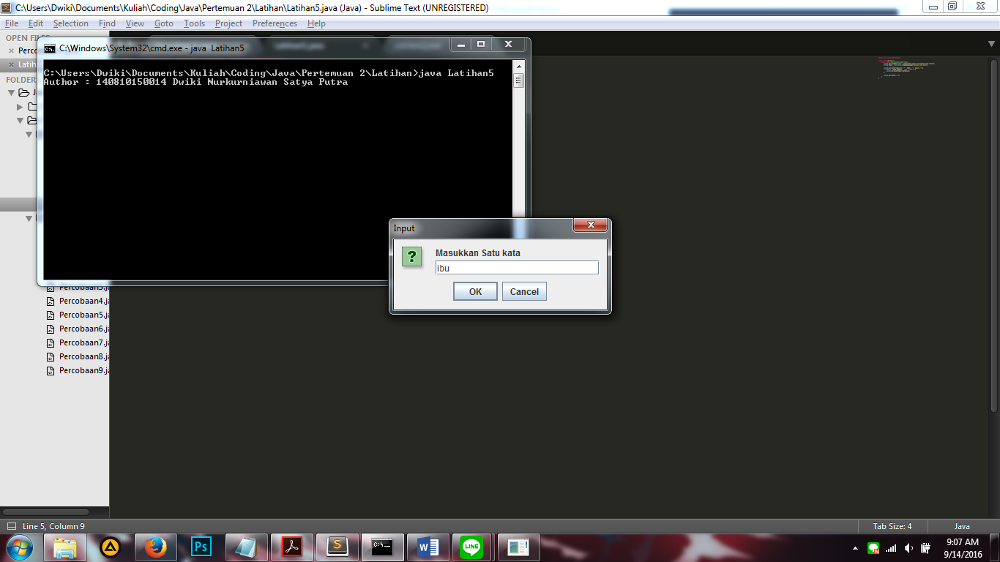 C:\Users\Dwiki\Documents\Kuliah\Coding\Java\Pertemuan 2\Latihan\Latihan5.java (Java) - Sublime Text (UNREGISTERED)
File Edit Selection Find View Goto Tools Project Preferences Help
OPEN FILES
C:\Windows\System32\cmd.exe - java Latihan5
C:\Users\Dwiki\Documents\Kuliah\Coding\Java\Pertemuan 2\Latihan>java Latihan5
Author : 140810150014 Dwiki Nurkurniawan Satya Putra
Perco
Latih
FOLDER
J
Input
Masukkan Satu kata
ibu
OK Cancel
Percobaan3.ja
Percobaan4.ja
Percobaan5.ja
Percobaan6.ja
Percobaan7.ja
Percobaan8.ja
Percobaan9.ja
Line 5, Column 9
Tab Size: 4
Java
Ps
S
C:\
W
LINE
9:07 AM
9/14/2016